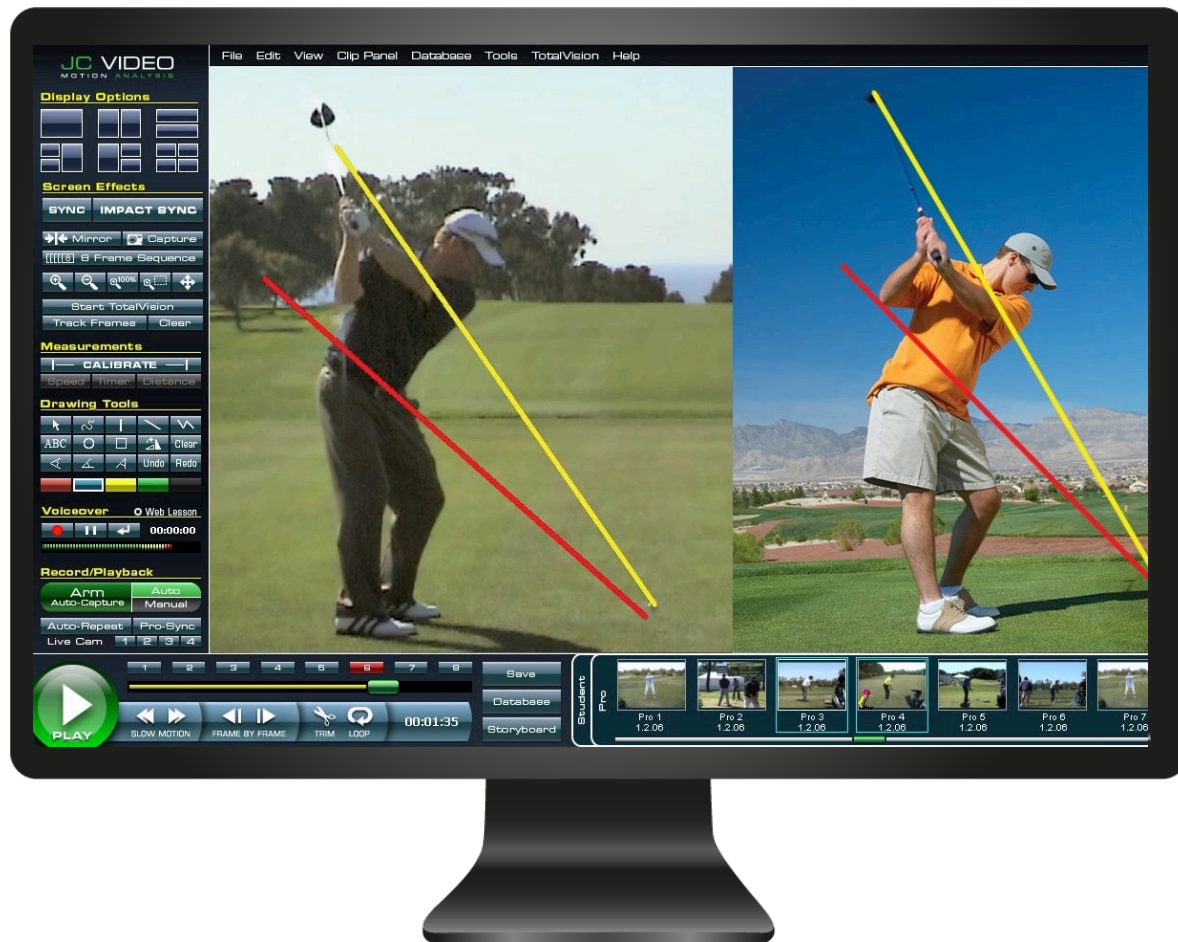 JC VIDEO
MOTION ANALYSIS
File Edit View Clip Panel Database Tools TotalVision Help
Display Options
Screen Effects
SYNC IMPACT SYNC
Mirror Capture
8 8 Frame Sequence
100%
Start TotalVision
Track Frames Clear
Measurements
CALIBRATE
Speed Timer Distance
Drawing Tools
ABC Clear
Undo Redo
Voiceover Web Lesson
00:00:00
Record/Playback
Arm
Auto-Capture
Auto
Manual
Auto-Repeat Pro-Sync
Live Cam 1 2 3 4
PLAY
1 2 3 4 5 6 7 8
SLOW MOTION FRAME BY FRAME TRIM LOOP 00:01:35
Save
Database
Storyboard
Student
Pro
Pro 1 Pro 2 Pro 3 Pro 4 Pro 5 Pro 6 Pro 7
1.2.06 1.2.06 1.2.06 1.2.06 1.2.06 1.2.06 1.2.06